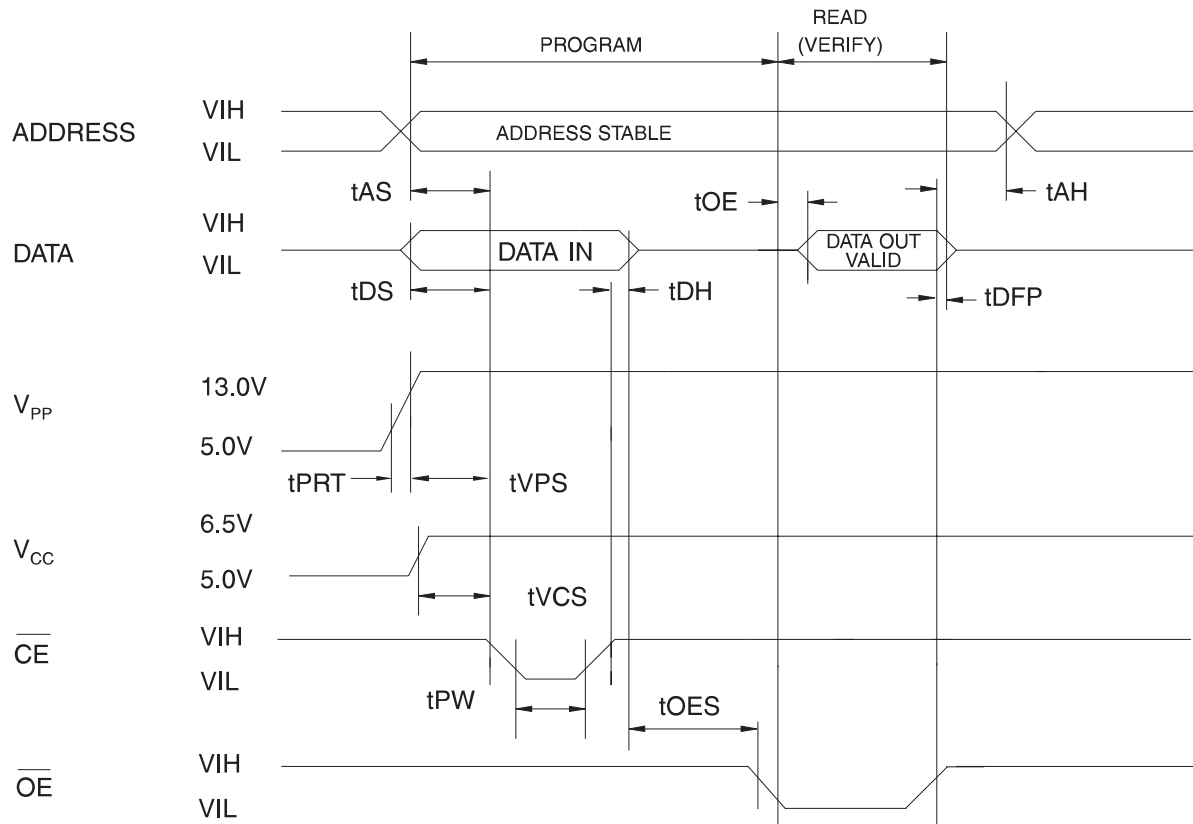 READ
PROGRAM (VERIFY)
ADDRESS VIH
VIL
ADDRESS STABLE
tAS
tOE
tAH
DATA VIH
VIL
DATA IN
DATA OUT
VALID
tDS
tDH
tDFP
VPP 13.0V
5.0V
tPRT
tVPS
VCC 6.5V
5.0V
tVCS
CE VIH
VIL
tPW
tOES
OE VIH
VIL